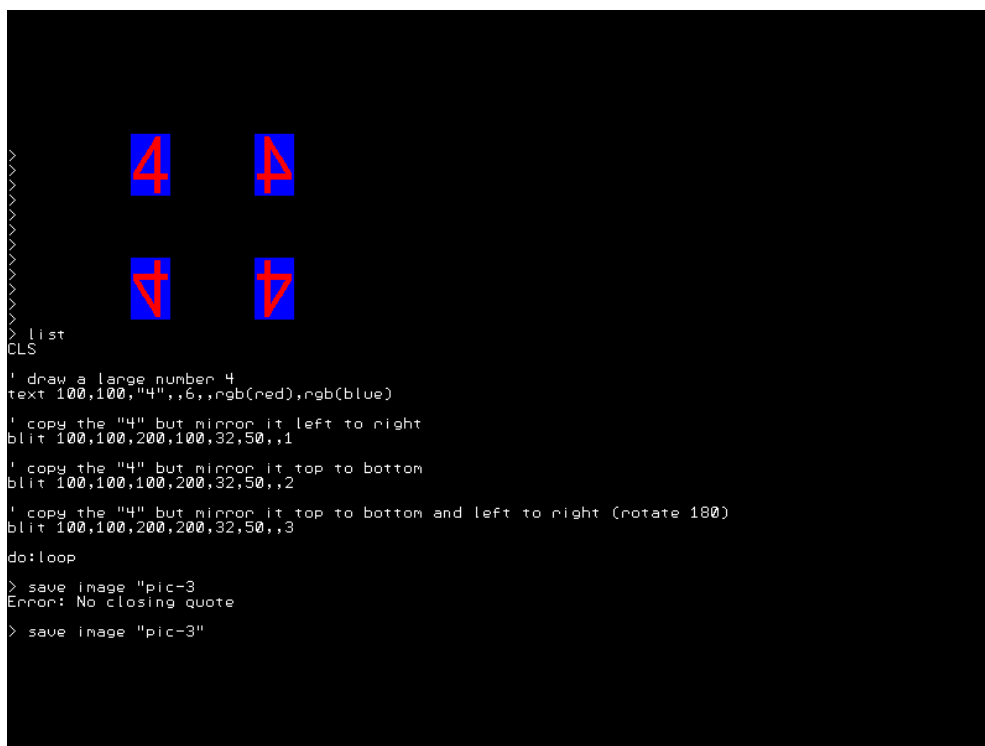 4
>
>
>
>
>
>
>
>
>
>
>
>
> list
CLS
' draw a large number 4
text 100,100,"4",,6,,rgb(red),rgb(blue)
' copy the "4" but mirror it left to right
blit 100,100,200,100,32,50,,1
' copy the "4" but mirror it top to bottom
blit 100,100,100,200,32,50,,2
' copy the "4" but mirror it top to bottom and left to right (rotate 180)
blit 100,100,200,200,32,50,,3
do:loop
> save image "pic-3
Error: No closing quote
> save image "pic-3"